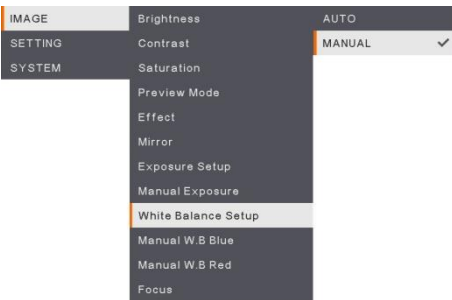 IMAGE
SETTING
SYSTEM
Brightness
Contrast
Saturation
Preview Mode
Effect
Mirror
Exposure Setup
Manual Exposure
White Balance Setup
Manual W.B Blue
Manual W.B Red
Focus
AUTO
MANUAL